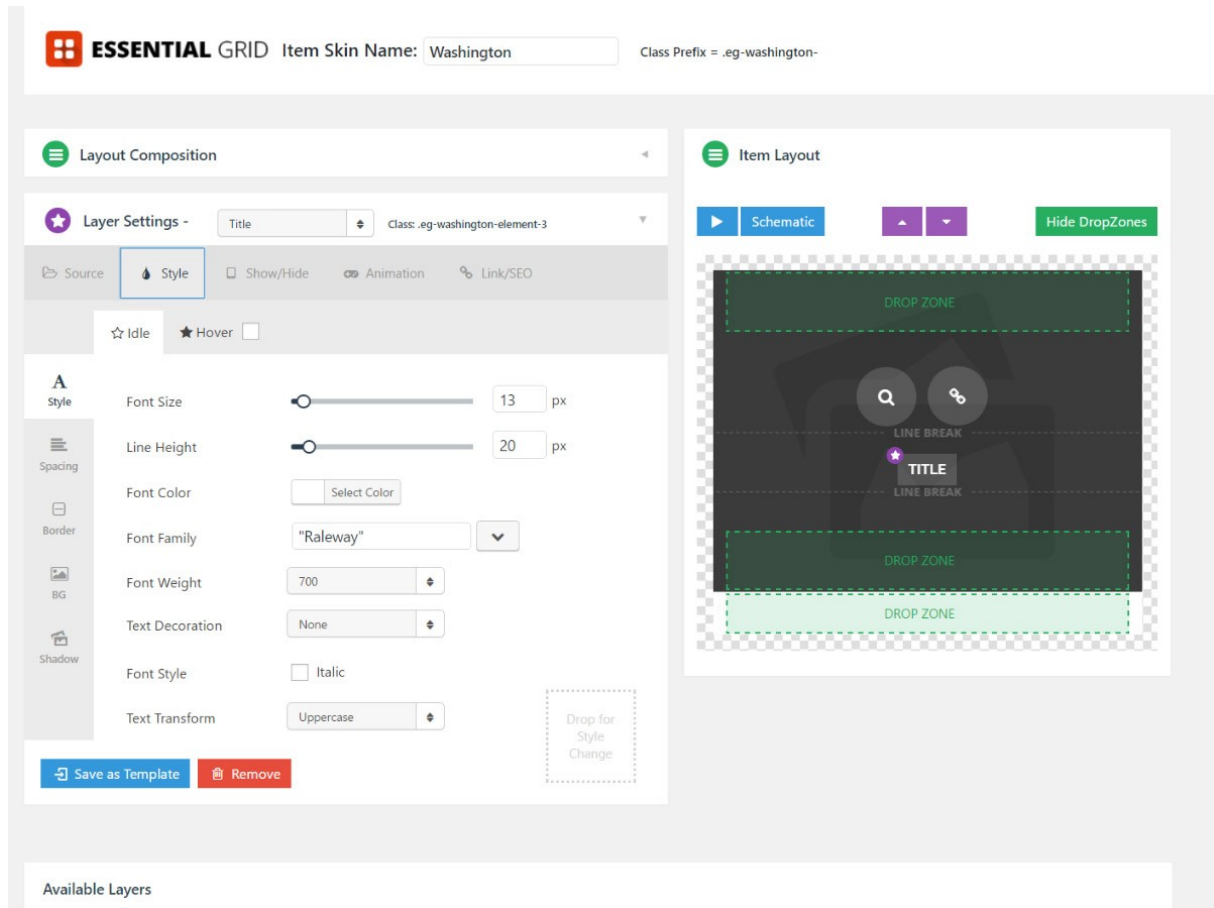 ESSENTIAL GRID Item Skin Name: Washington Class Prefix = .eg-washington-
Layout Composition
Layer Settings - Title Class: .eg-washington-element-3
Source Style Show/Hide Animation Link/SEO
Idle Hover
A
Style
Spacing
Border
BG
Shadow
Font Size 13 px
Line Height 20 px
Font Color Select Color
Font Family "Raleway"
Font Weight 700
Text Decoration None
Font Style Italic
Text Transform Uppercase
Drop for
Style
Change
Save as Template Remove
Item Layout
Schematic Hide DropZones
DROP ZONE
LINE BREAK
TITLE
LINE BREAK
DROP ZONE
DROP ZONE
Available Layers